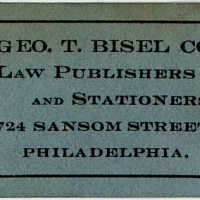 GEO. T. BISEL CO
LAW PUBLISHERS
AND STATIONERS
724 SANSOM STREET
PHILADELPHIA.